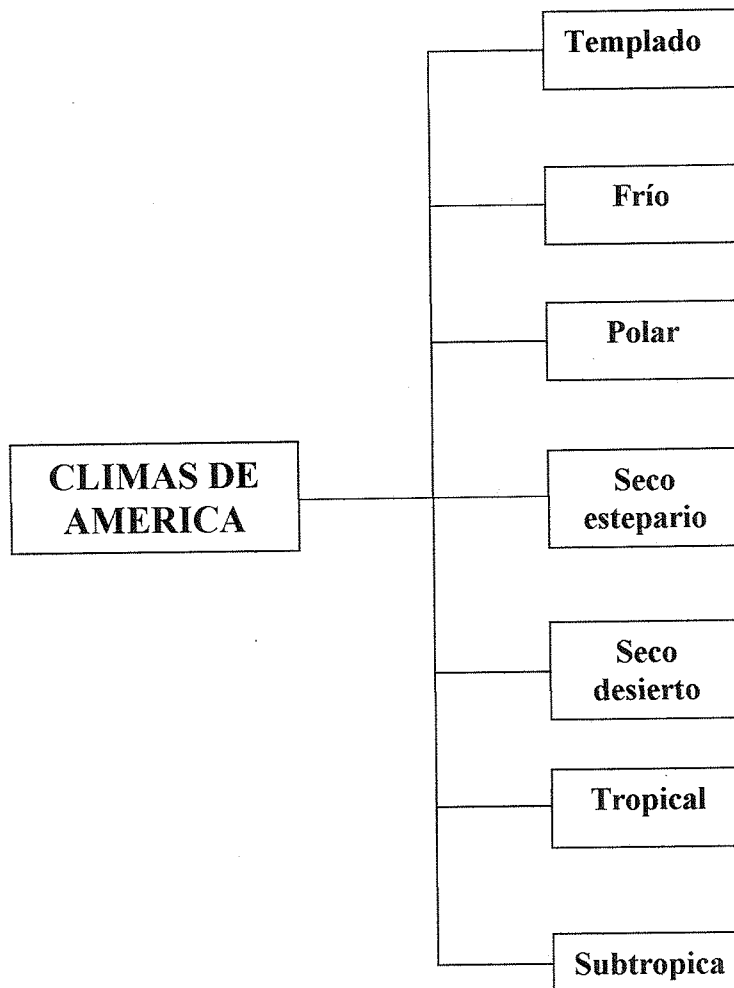 Templado
Frío
Polar
CLIMAS DE
AMERICA
Seco
estepario
Seco
desierto
Tropical
Subtropica